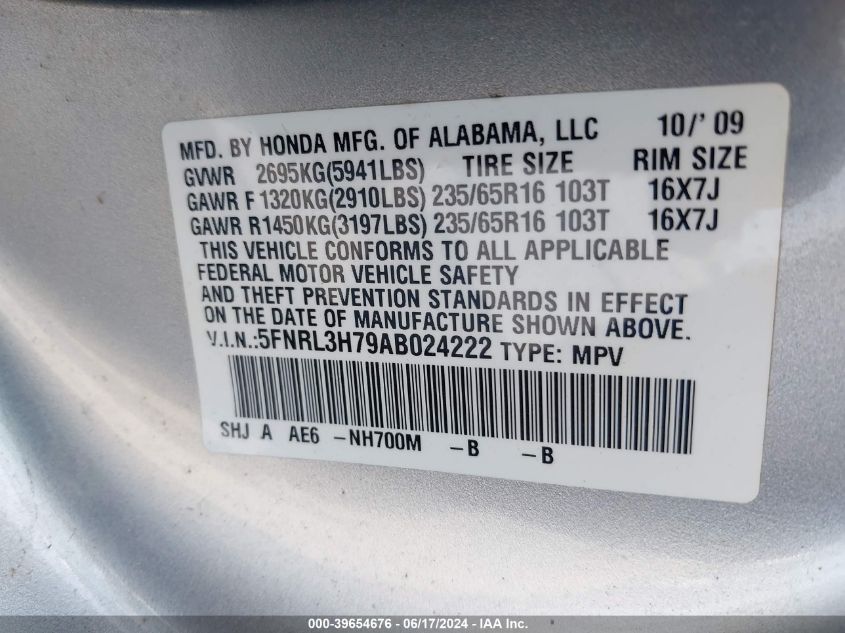 MFD. BY HONDA MFG. OF ALABAMA, LLC 10/'09
GVWR 2695KG(5941LBS) TIRE SIZE RIM SIZE
GAWR F 1320KG(2910LBS) 235/65R16 103T 16X7J
GAWR R1450KG(3197LBS) 235/65R16 103T 16X7J
THIS VEHICLE CONFORMS TO ALL APPLICABLE
FEDERAL MOTOR VEHICLE SAFETY
AND THEFT PREVENTION STANDARDS IN EFFECT
ON THE DATE OF MANUFACTURE SHOWN ABOVE.
V.I.N.:5FNRL3H79AB024222 TYPE: MPV
SHJ A AE6 -NH700M -B -B
000-39654676 - 06/17/2024 - IAA Inc.